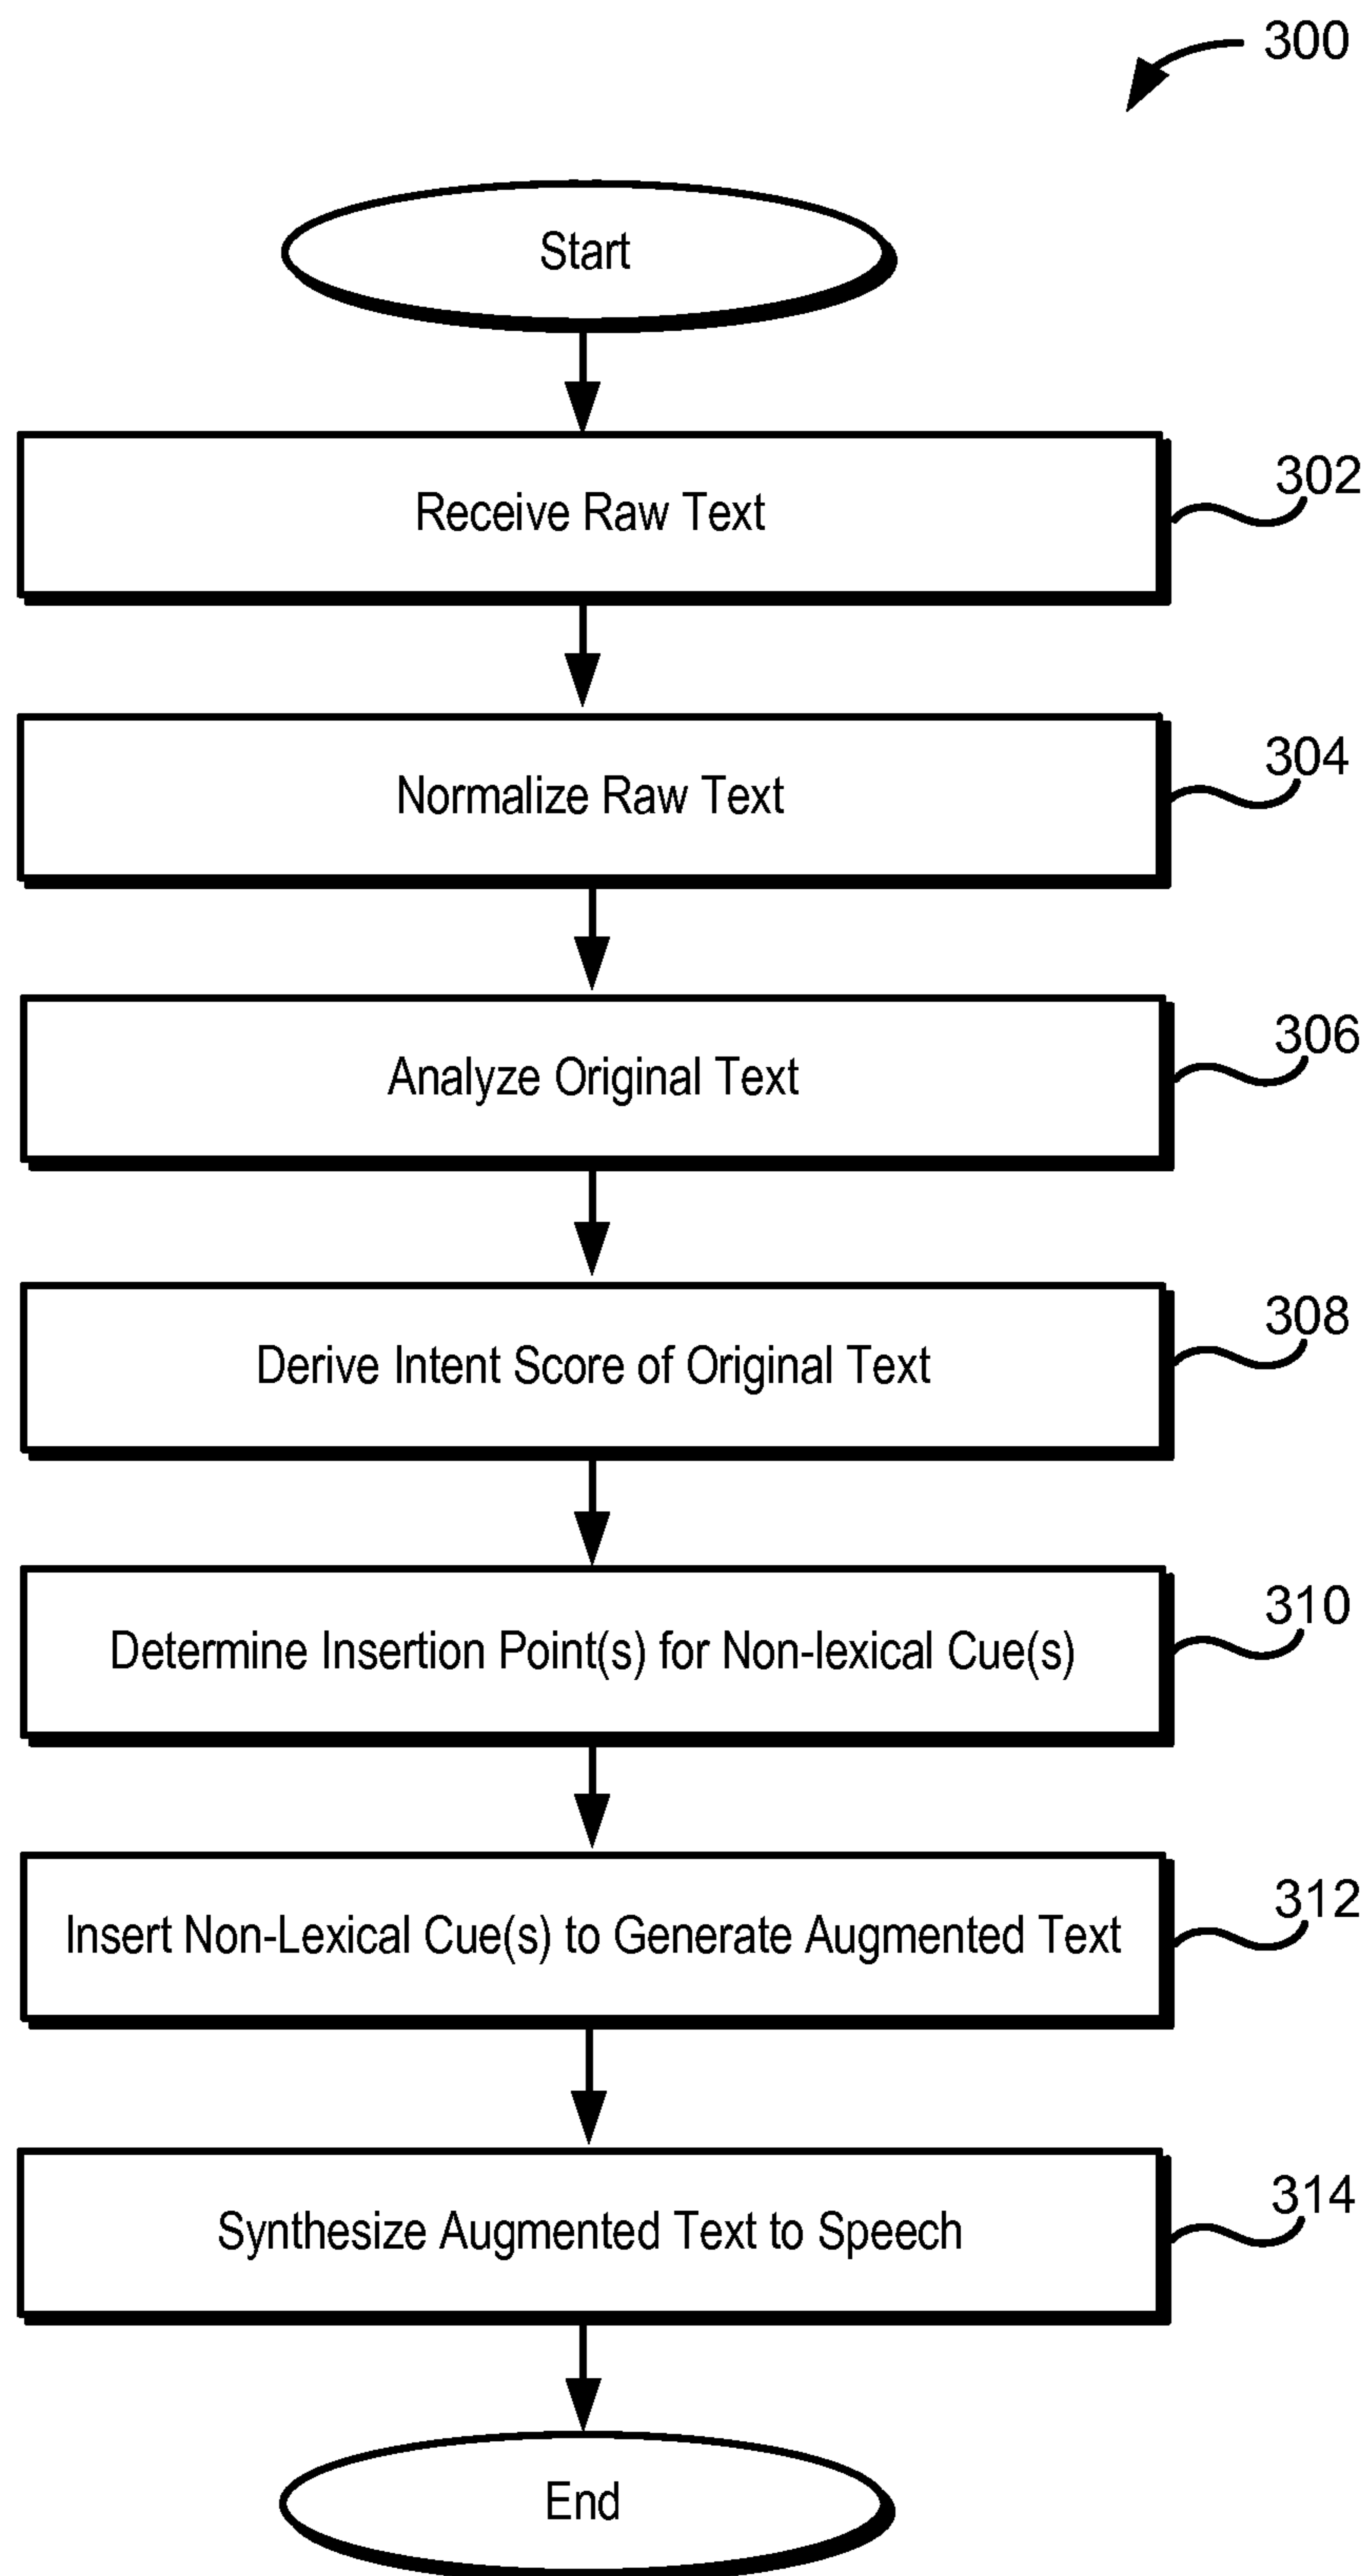 300
Start
Receive Raw Text
302
Normalize Raw Text
304
Analyze Original Text
306
Derive Intent Score of Original Text
308
Determine Insertion Point(s) for Non-lexical Cue(s)
310
Insert Non-Lexical Cue(s) to Generate Augmented Text
312
Synthesize Augmented Text to Speech
314
End